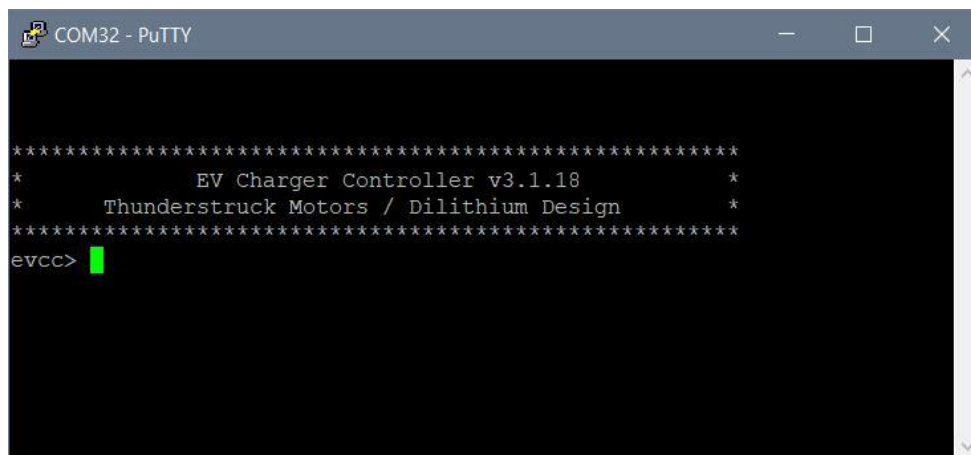 COM32 - PuTTY
********************************************************
*             EV Charger Controller v3.1.18            *
*       Thunderstruck Motors / Dilithium Design        *
********************************************************
evcc>